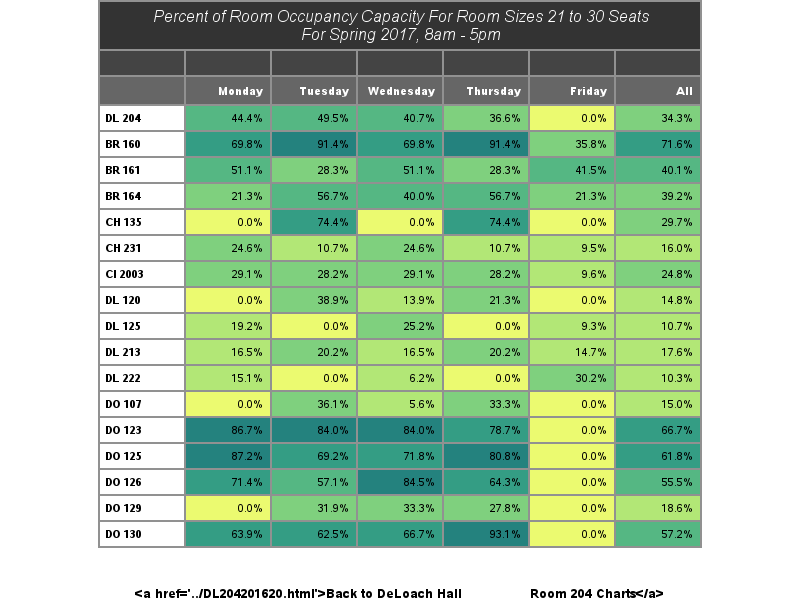 Percent of Room Occupancy Capacity For Room Sizes 21 to 30 Seats
For Spring 2017, 8am - 5pm
Monday Tuesday Wednesday Thursday Friday All
DL 204 44.4% 49.5% 40.7% 36.6% 0.0% 34.3%
BR 160 69.8% 91.4% 69.8% 91.4% 35.8% 71.6%
BR 161 51.1% 28.3% 51.1% 28.3% 41.5% 40.1%
BR 164 21.3% 56.7% 40.0% 56.7% 21.3% 39.2%
CH 135 0.0% 74.4% 0.0% 74.4% 0.0% 29.7%
CH 231 24.6% 10.7% 24.6% 10.7% 9.5% 16.0%
CI 2003 29.1% 28.2% 29.1% 28.2% 9.6% 24.8%
DL 120 0.0% 38.9% 13.9% 21.3% 0.0% 14.8%
DL 125 19.2% 0.0% 25.2% 0.0% 9.3% 10.7%
DL 213 16.5% 20.2% 16.5% 20.2% 14.7% 17.6%
DL 222 15.1% 0.0% 6.2% 0.0% 30.2% 10.3%
DO 107 0.0% 36.1% 5.6% 33.3% 0.0% 15.0%
DO 123 86.7% 84.0% 84.0% 78.7% 0.0% 66.7%
DO 125 87.2% 69.2% 71.8% 80.8% 0.0% 61.8%
DO 126 71.4% 57.1% 84.5% 64.3% 0.0% 55.5%
DO 129 0.0% 31.9% 33.3% 27.8% 0.0% 18.6%
DO 130 63.9% 62.5% 66.7% 93.1% 0.0% 57.2%
<a href='../DL204201620.html'>Back to DeLoach Hall Room 204 Charts</a>